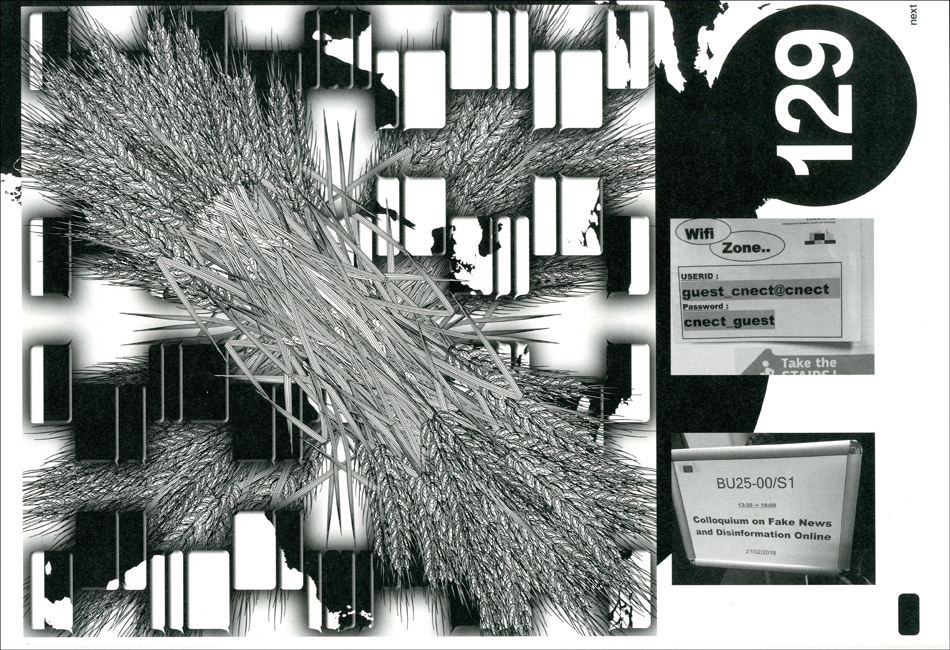 next
129
Wifi
Zone..
USERID :
guest_cnect@cnect
Password :
cnect_guest
Take the
STAIRS!
BU25-00/S1
13:30 -> 18:00
Colloquium on Fake News
and Disinformation Online
27/02/2018